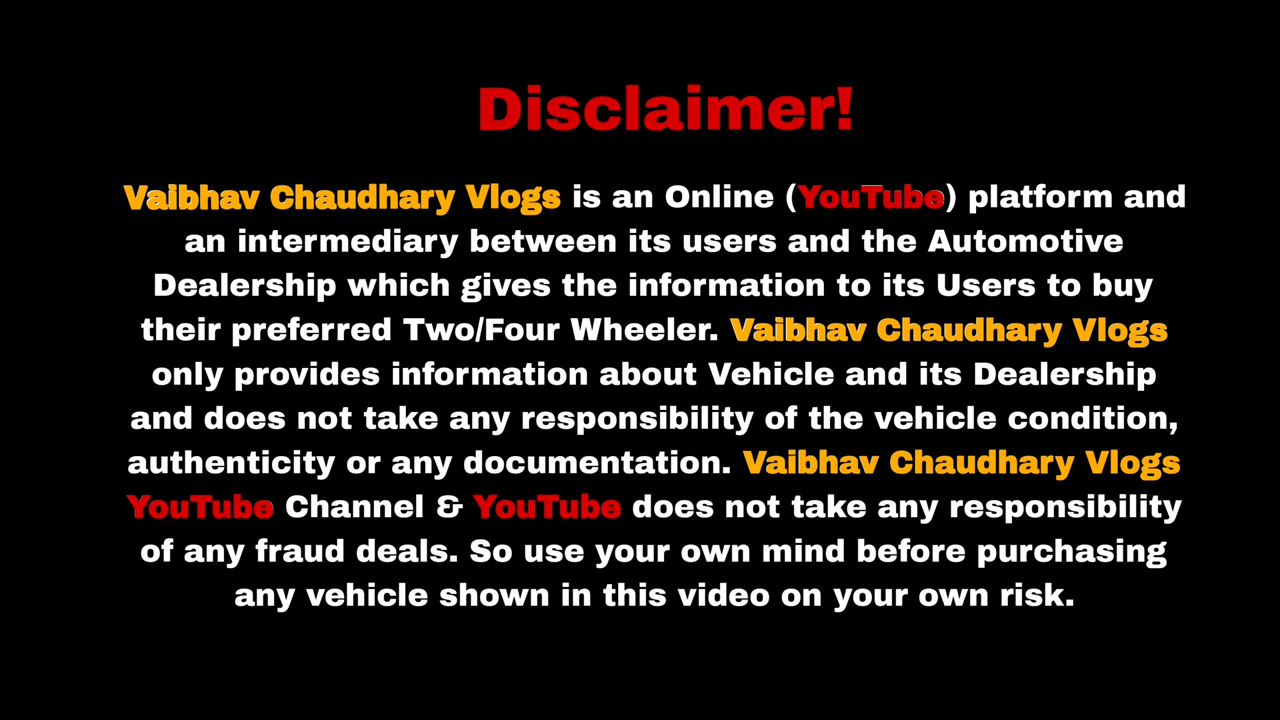 Disclaimer!
Vaibhav Chaudhary Vlogs is an Online (YouTube) platform and
an intermediary between its users and the Automotive
Dealership which gives the information to its Users to buy
their preferred Two/Four Wheeler. Vaibhav Chaudhary Vlogs
only provides information about Vehicle and its Dealership
and does not take any responsibility of the vehicle condition,
authenticity or any documentation. Vaibhav Chaudhary Vlogs
YouTube Channel & YouTube does not take any responsibility
of any fraud deals. So use your own mind before purchasing
any vehicle shown in this video on your own risk.